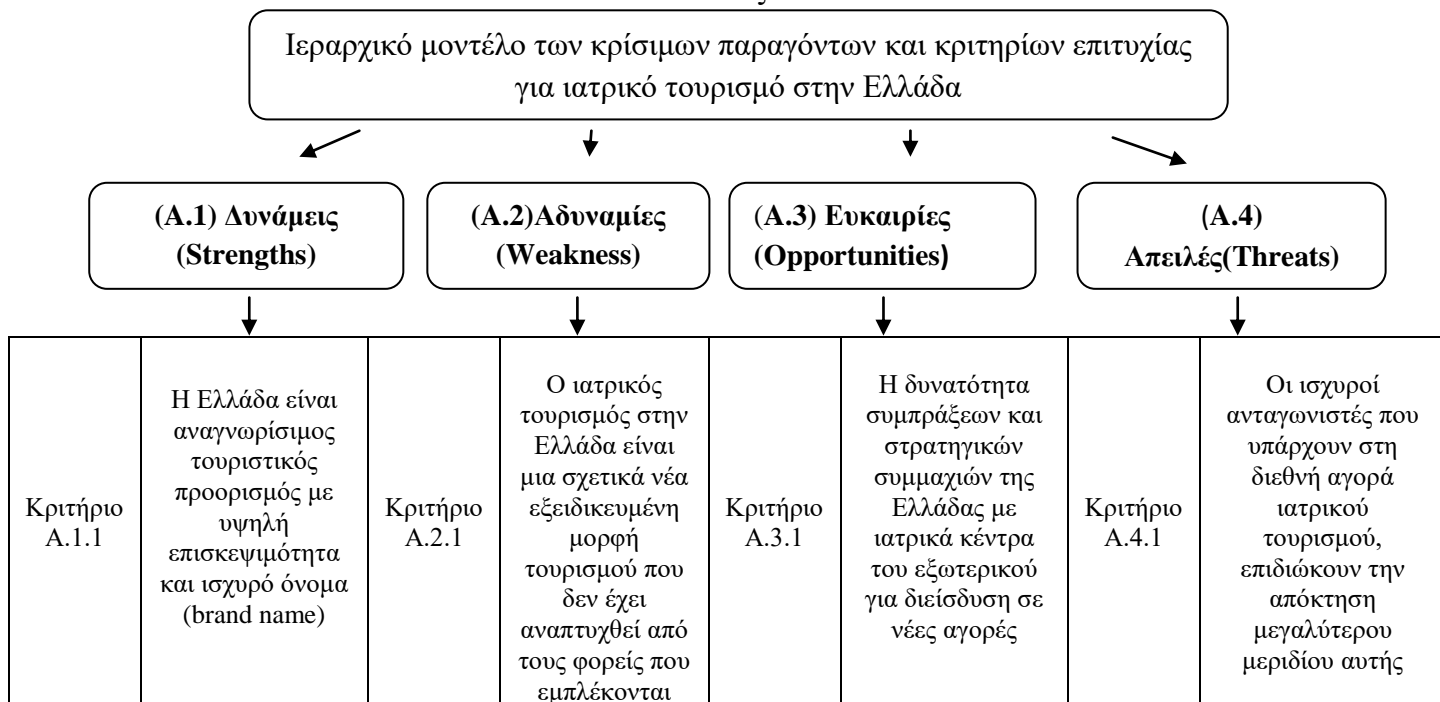 Ιεραρχικό μοντέλο των κρίσιμων παραγόντων και κριτηρίων επιτυχίας
για ιατρικό τουρισμό στην Ελλάδα
(Α.1) Δυνάμεις
(Strengths)
(Α.2)Αδυναμίες
(Weakness)
(Α.3) Ευκαιρίες
(Opportunities)
(Α.4)
Απειλές(Threats)
Κριτήριο
Α.1.1
Η Ελλάδα είναι
αναγνωρίσιμος
τουριστικός
προορισμός με
υψηλή
επισκεψιμότητα
και ισχυρό όνομα
(brand name)
Κριτήριο
Α.2.1
Ο ιατρικός
τουρισμός στην
Ελλάδα είναι
μια σχετικά νέα
εξειδικευμένη
μορφή
τουρισμού που
δεν έχει
αναπτυχθεί από
τους φορείς που
εμπλέκονται
Κριτήριο
Α.3.1
Η δυνατότητα
συμπράξεων και
στρατηγικών
συμμαχιών της
Ελλάδας με
ιατρικά κέντρα
του εξωτερικού
για διείσδυση σε
νέες αγορές
Κριτήριο
Α.4.1
Οι ισχυροί
ανταγωνιστές που
υπάρχουν στη
διεθνή αγορά
ιατρικού
τουρισμού,
επιδιώκουν την
απόκτηση
μεγαλύτερου
μεριδίου αυτής